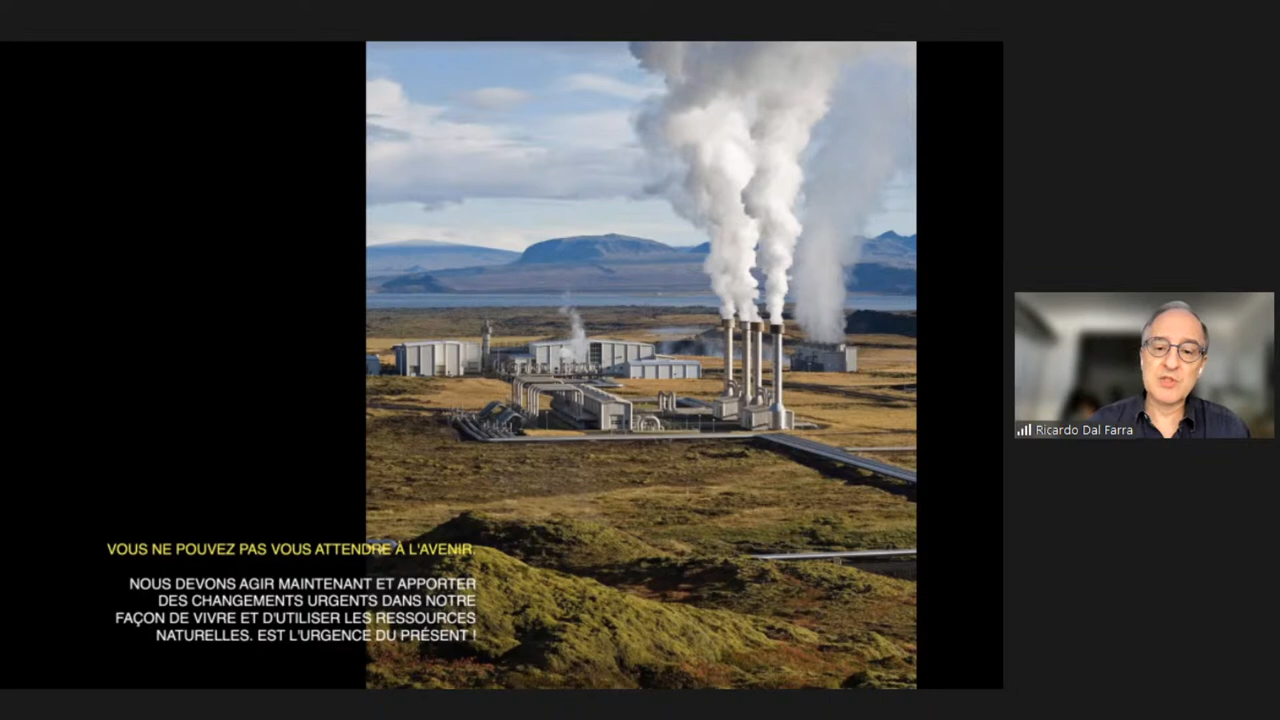 VOUS NE POUVEZ PAS VOUS ATTENDRE À L'AVENIR.
NOUS DEVONS AGIR MAINTENANT ET APPORTER
DES CHANGEMENTS URGENTS DANS NOTRE
FAÇON DE VIVRE ET D'UTILISER LES RESSOURCES
NATURELLES. EST L'URGENCE DU PRÉSENT !
Ricardo Dal Farra